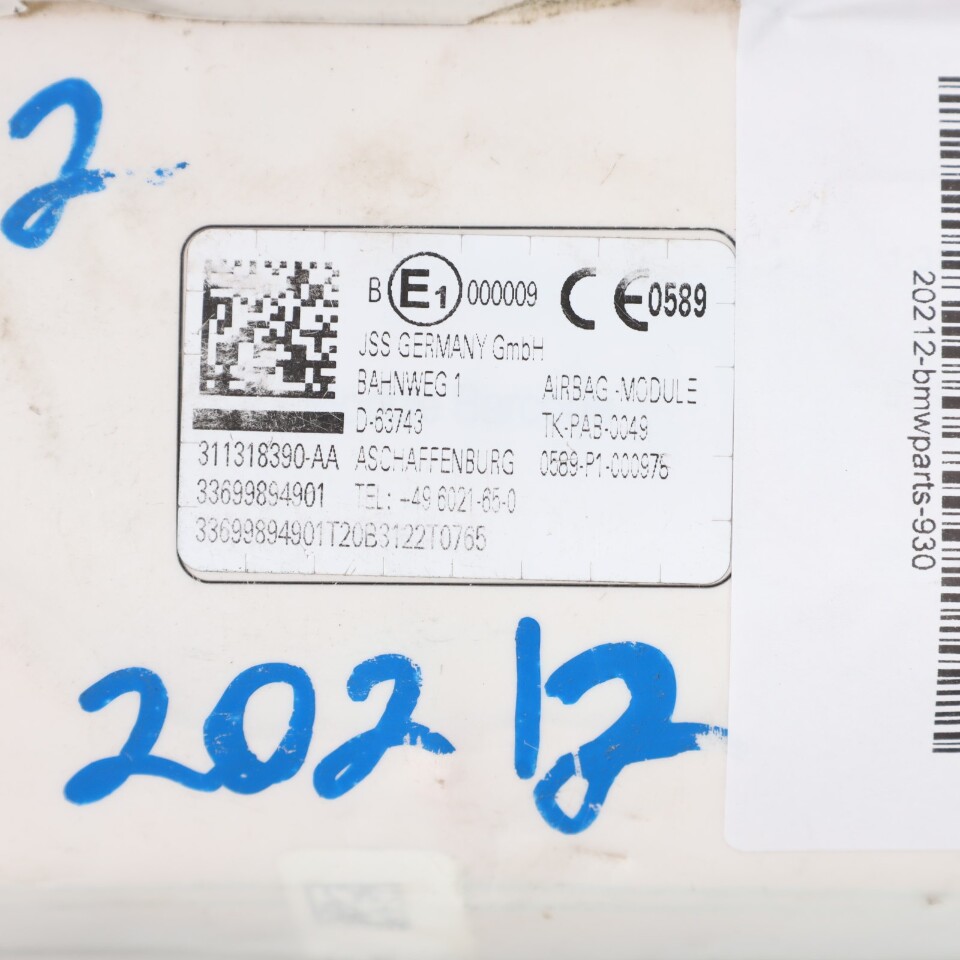 2
B E1 000009 CE 0589
JSS GERMANY GmbH
BAHNWEG 1 AIRBAG-MODULE
D-63743 TK-PAB-0049
311318390-AA ASCHAFFENBURG 0589-P1-000976
33699894901 TEL: +49 6021-65-0
33699894901T20B3122T0765
20212
20212-bmwparts-930